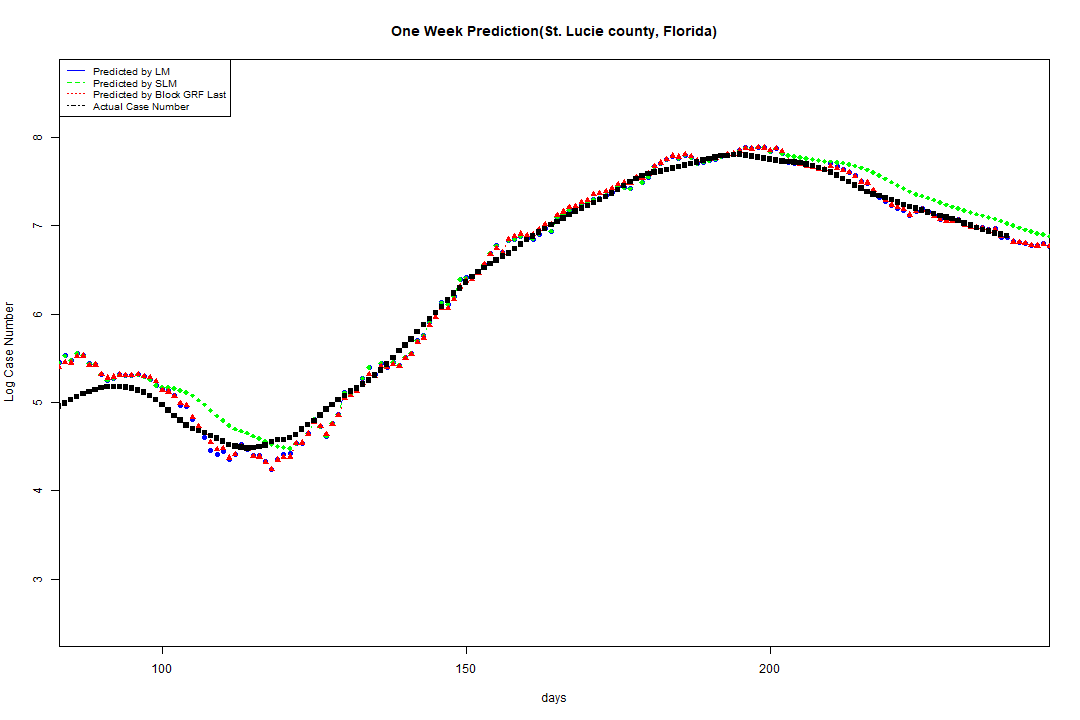 One Week Prediction(St. Lucie county, Florida)
Predicted by LM
Predicted by SLM
Predicted by Block GRF Last
Actual Case Number
8
7
6
5
4
3
Log Case Number
100 150 200
days